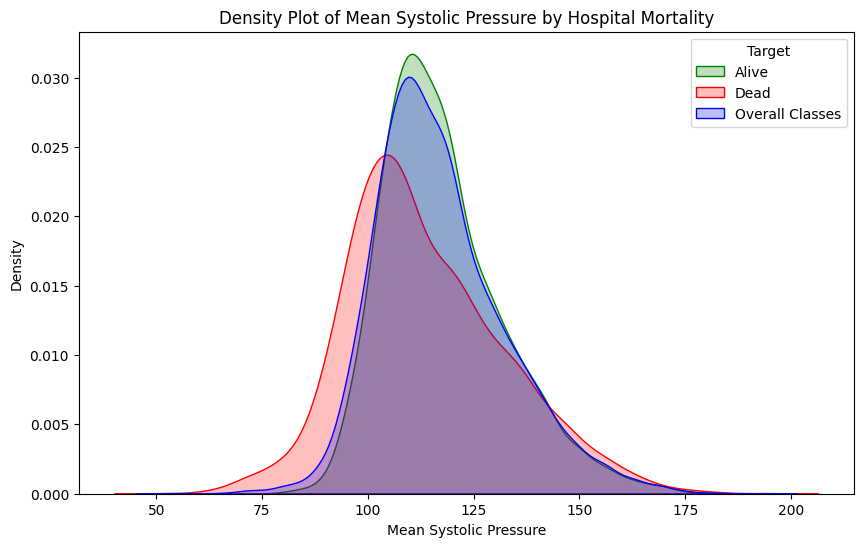 Density Plot of Mean Systolic Pressure by Hospital Mortality
Target
Alive
Dead
Overall Classes
Density
0.030
0.025
0.020
0.015
0.010
0.005
0.000
50 75 100 125 150 175 200
Mean Systolic Pressure